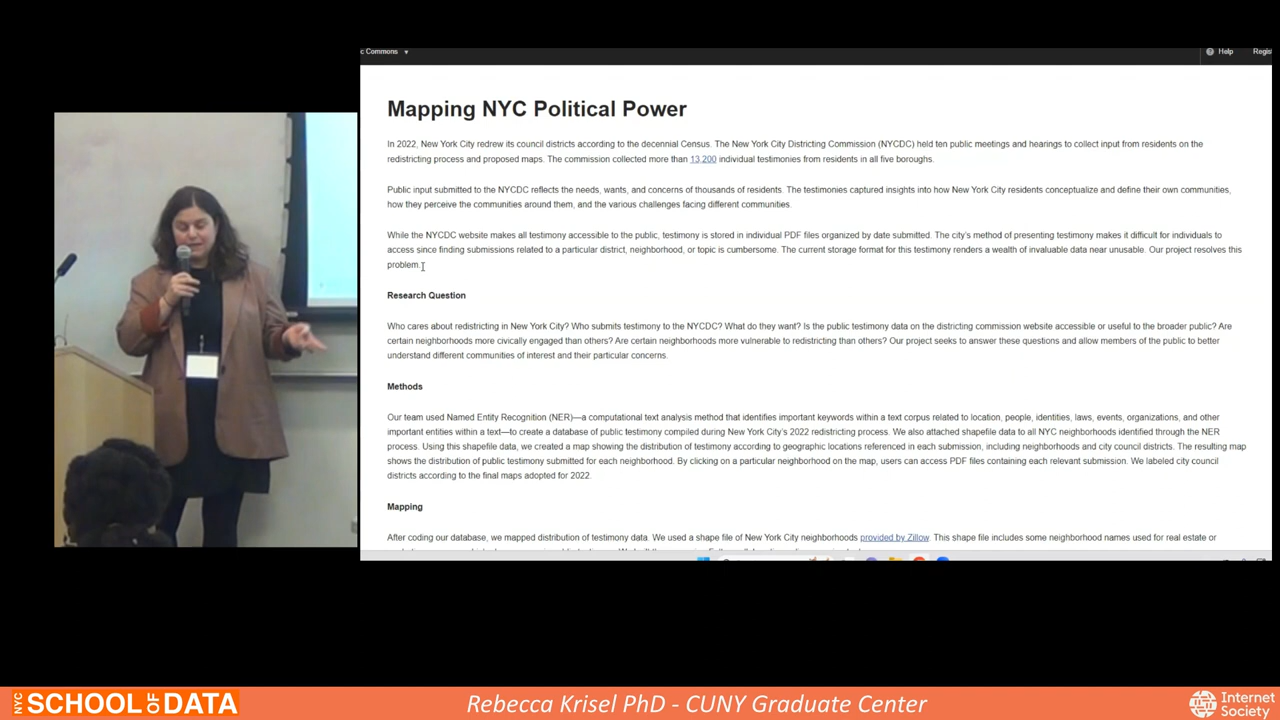 c Commons ▾
Help
Regis
Mapping NYC Political Power
In 2022, New York City redrew its council districts according to the decennial Census. The New York City Districting Commission (NYCDC) held ten public meetings and hearings to collect input from residents on the
redistricting process and proposed maps. The commission collected more than 13,200 individual testimonies from residents in all five boroughs.
Public input submitted to the NYCDC reflects the needs, wants, and concerns of thousands of residents. The testimonies captured insights into how New York City residents conceptualize and define their own communities,
how they perceive the communities around them, and the various challenges facing different communities.
While the NYCDC website makes all testimony accessible to the public, testimony is stored in individual PDF files organized by date submitted. The city's method of presenting testimony makes it difficult for individuals to
access since finding submissions related to a particular district, neighborhood, or topic is cumbersome. The current storage format for this testimony renders a wealth of invaluable data near unusable. Our project resolves this
problem.
Research Question
Who cares about redistricting in New York City? Who submits testimony to the NYCDC? What do they want? Is the public testimony data on the districting commission website accessible or useful to the broader public? Are
certain neighborhoods more civically engaged than others? Are certain neighborhoods more vulnerable to redistricting than others? Our project seeks to answer these questions and allow members of the public to better
understand different communities of interest and their particular concerns.
Methods
Our team used Named Entity Recognition (NER)—a computational text analysis method that identifies important keywords within a text corpus related to location, people, identities, laws, events, organizations, and other
important entities within a text—to create a database of public testimony compiled during New York City's 2022 redistricting process. We also attached shapefile data to all NYC neighborhoods identified through the NER
process. Using this shapefile data, we created a map showing the distribution of testimony according to geographic locations referenced in each submission, including neighborhoods and city council districts. The resulting map
shows the distribution of public testimony submitted for each neighborhood. By clicking on a particular neighborhood on the map, users can access PDF files containing each relevant submission. We labeled city council
districts according to the final maps adopted for 2022.
Mapping
After coding our database, we mapped distribution of testimony data. We used a shape file of New York City neighborhoods provided by Zillow. This shape file includes some neighborhood names used for real estate or
NYC SCHOOL OF DATA
Rebecca Krisel PhD - CUNY Graduate Center
Internet
Society